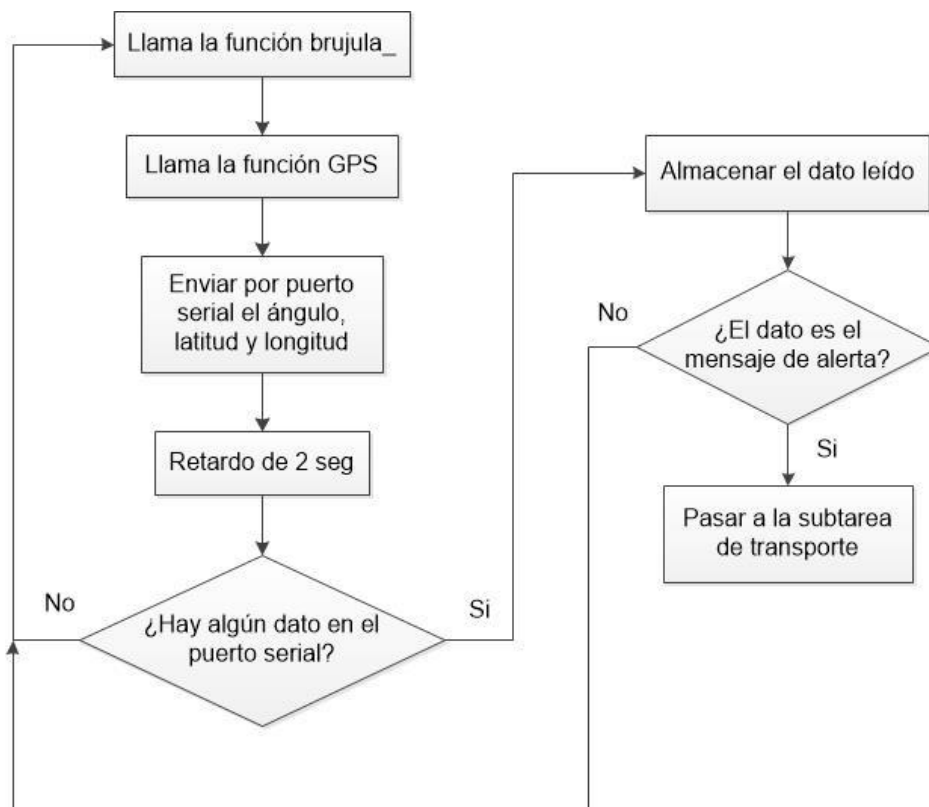 Llama la función brujula_
Llama la función GPS
Enviar por puerto
serial el ángulo,
latitud y longitud
Retardo de 2 seg
¿Hay algún dato en el
puerto serial?
No
Si
Almacenar el dato leído
¿El dato es el
mensaje de alerta?
No
Si
Pasar a la subtarea
de transporte